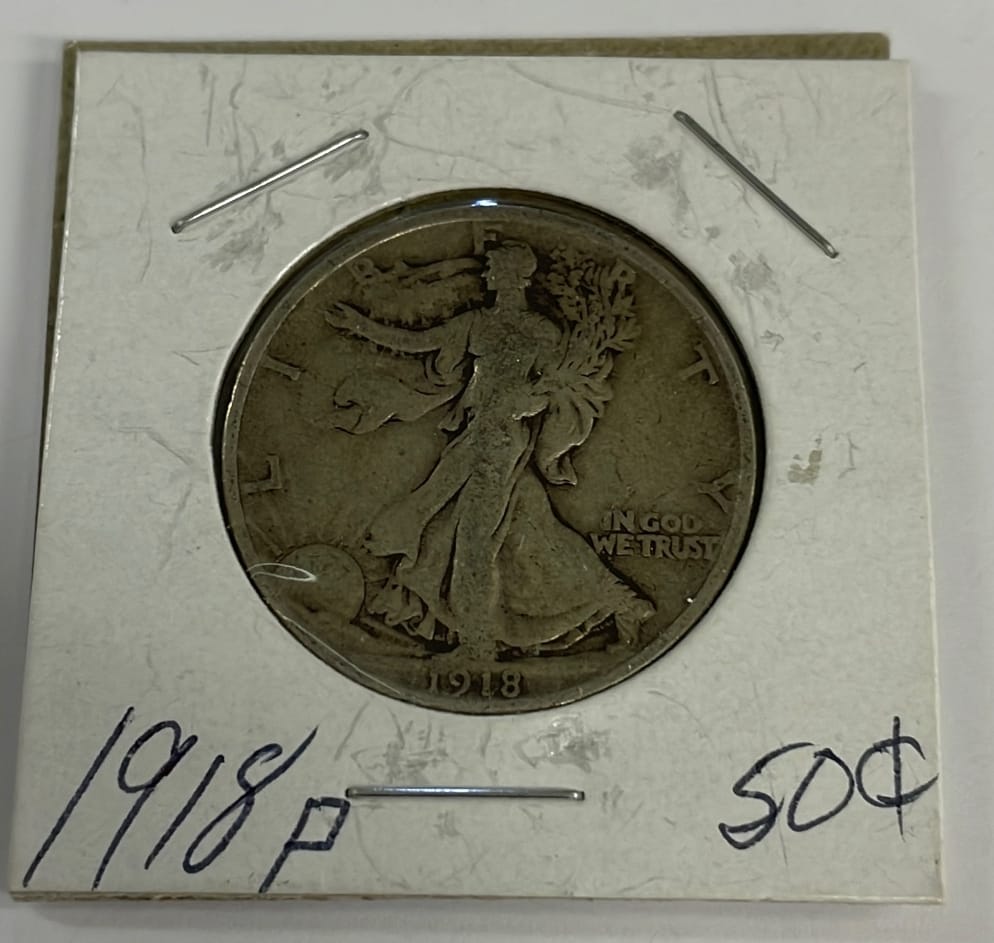 LIBERTY
IN GOD
WE TRUST
1918
1918 P
50¢